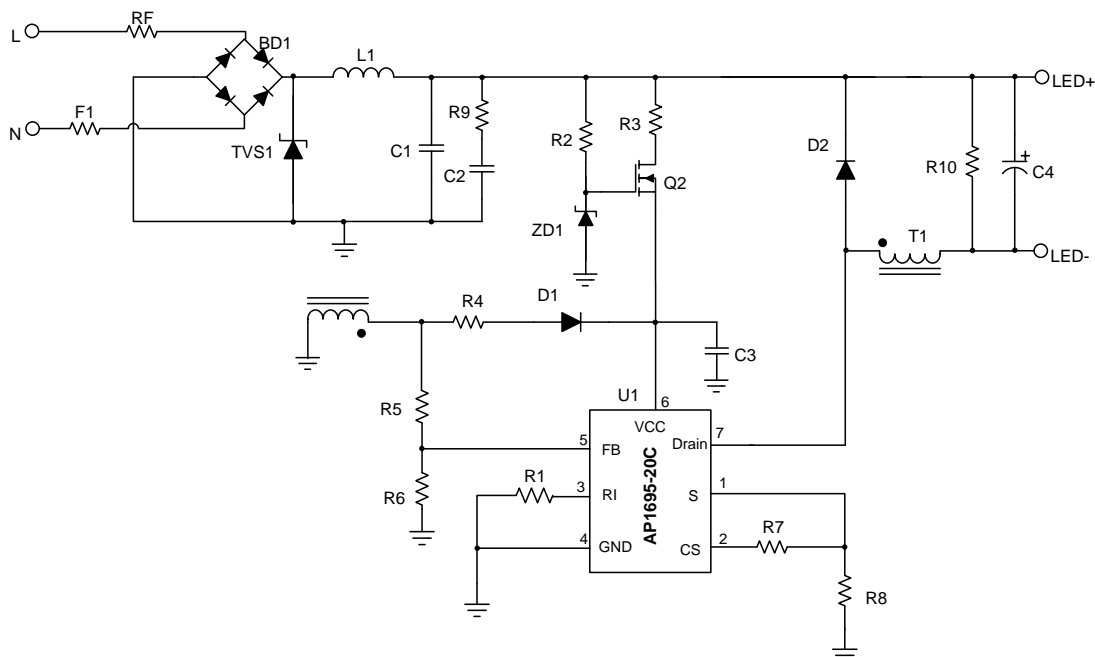 RF
L
BD1
L1
LED+
F1
N
R9
R3
R2
D2
TVS1
C1
C2
Q2
R10
C4
+
ZD1
T1
LED-
D1
R4
C3
U1
6
R5
VCC
5
FB
Drain
7
R1
3
RI
AP1695-20C
S
1
R6
4
GND
CS
2
R7
R8